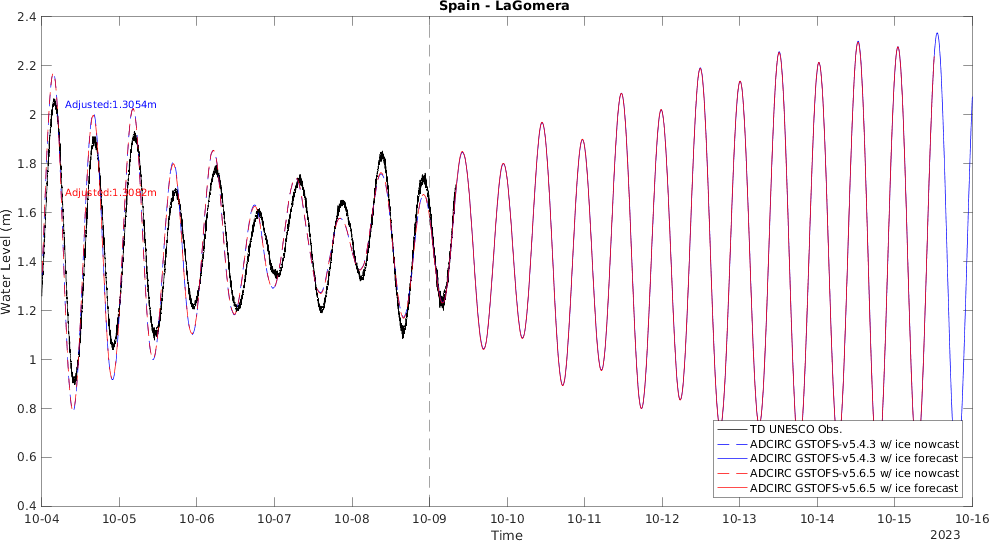 Spain - LaGomera
2.4
2.2
2
1.8
1.6
1.4
1.2
1
0.8
0.6
0.4
Water Level (m)
Adjusted:1.3054m
Adjusted:1.3082m
TD UNESCO Obs.
ADCIRC GSTOFS-v5.4.3 w/ ice nowcast
ADCIRC GSTOFS-v5.4.3 w/ ice forecast
ADCIRC GSTOFS-v5.6.5 w/ ice nowcast
ADCIRC GSTOFS-v5.6.5 w/ ice forecast
10-04 10-05 10-06 10-07 10-08 10-09 10-10 10-11 10-12 10-13 10-14 10-15 10-16
Time
2023